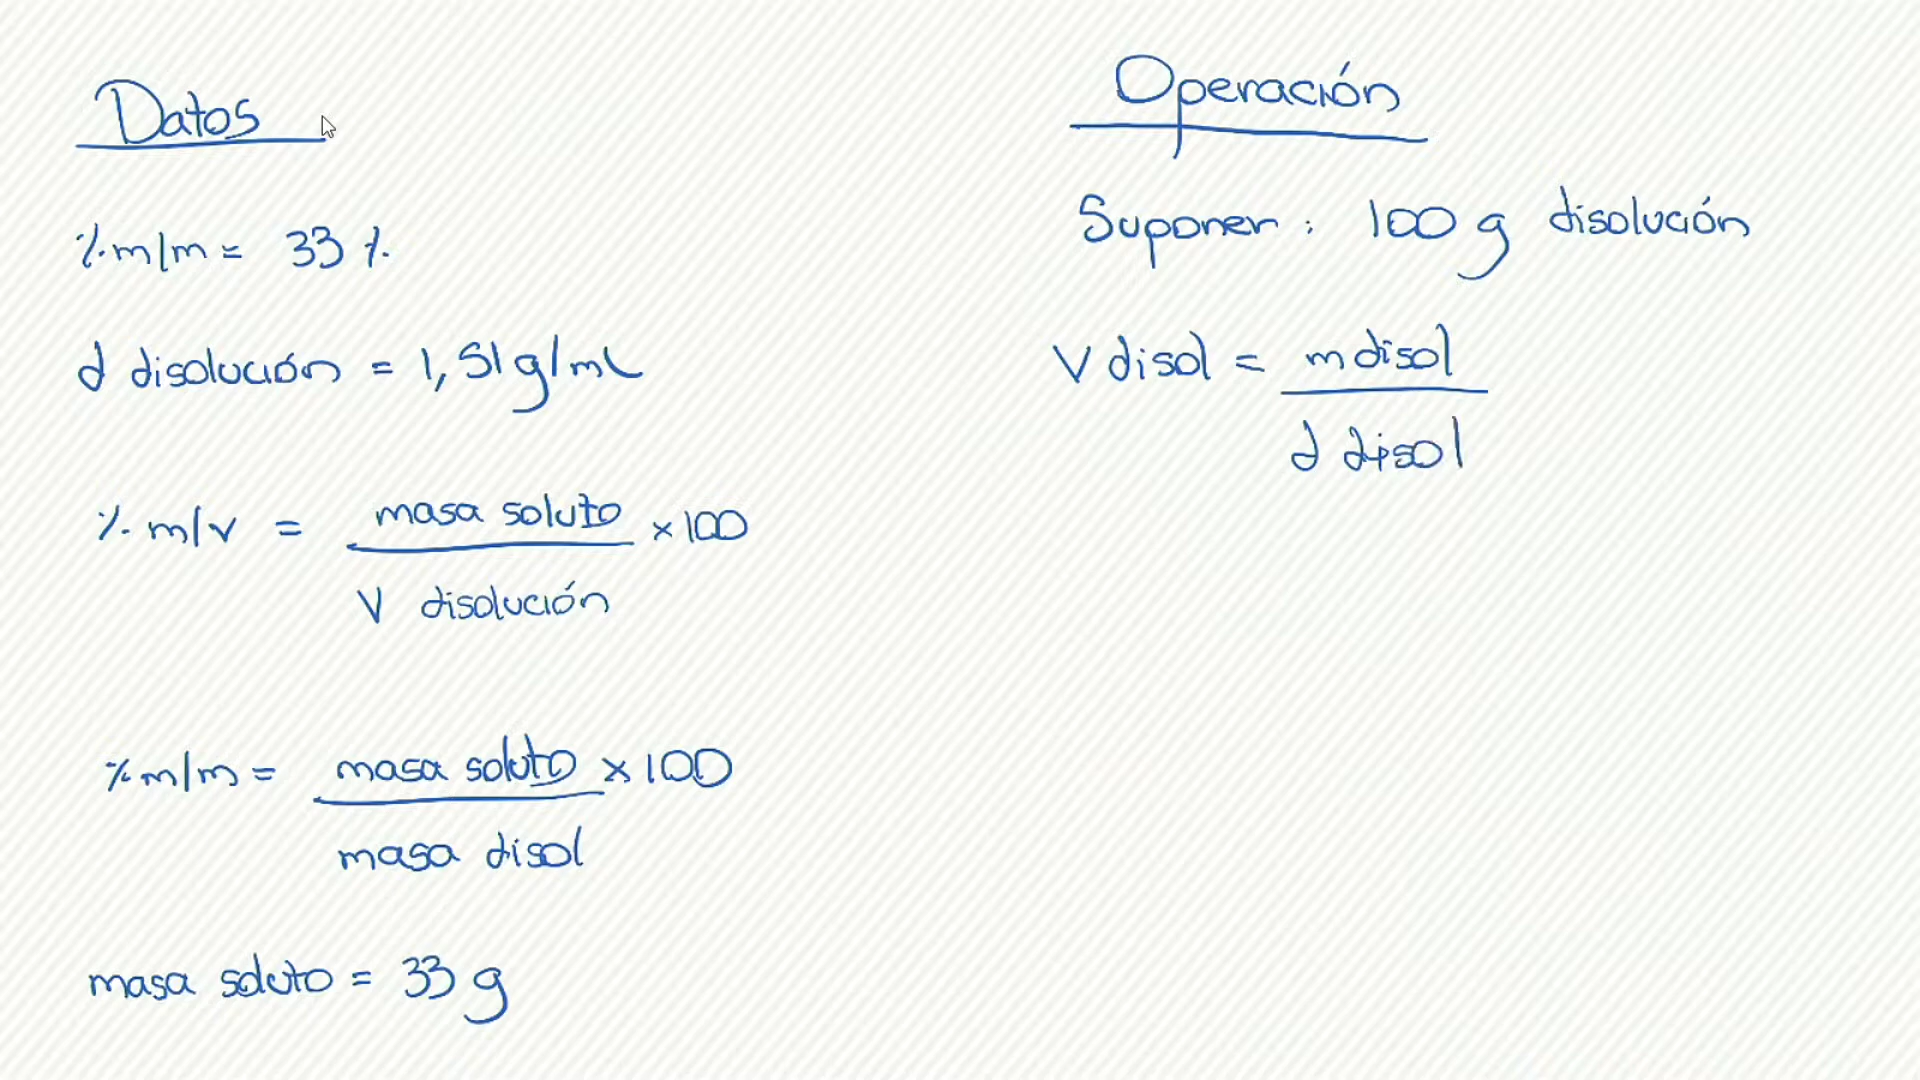 Datos
% m/m = 33 %
d disolución = 1,51 g/mL
% m/v = masa soluto x 100
V disolución
% m/m = masa soluto x 100
masa disol
masa soluto = 33 g
Operación
Suponer : 100 g disolución
V disol = m disol
d disol